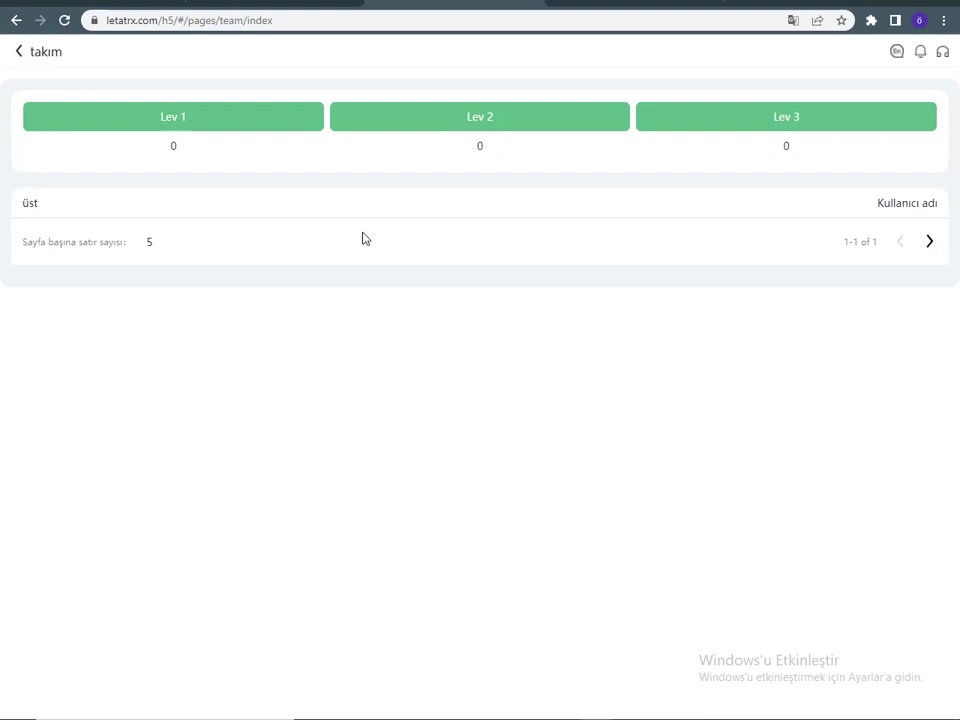 letatrx.com/h5/#/pages/team/index
ö
takım
En
Lev 1 Lev 2 Lev 3
0 0 0
üst Kullanıcı adı
Sayfa başına satır sayısı: 5 1-1 of 1
Windows'u Etkinleştir
Windows'u etkinleştirmek için Ayarlar'a gidin.